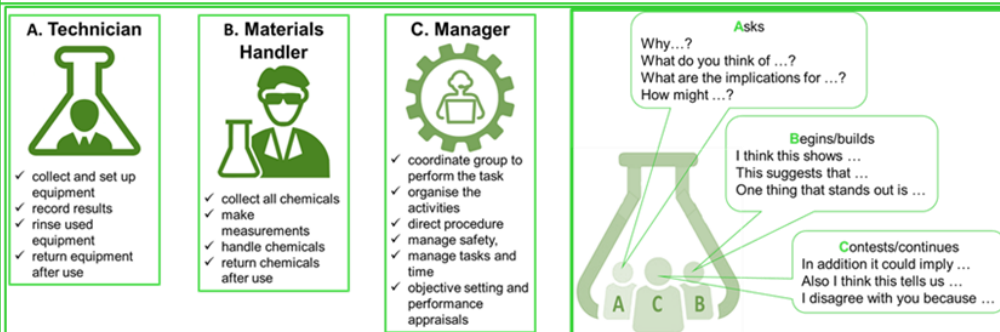 A. Technician
✓ collect and set up
equipment
✓ record results
✓ rinse used
equipment
✓ return equipment
after use
B. Materials
Handler
✓ collect all chemicals
✓ make
measurements
✓ handle chemicals
✓ return chemicals
after use
C. Manager
✓ coordinate group to
perform the task
✓ organise the
activities
✓ direct procedure
✓ manage safety,
✓ manage tasks and
time
✓ objective setting and
performance
appraisals
Asks
Why…?
What do you think of …?
What are the implications for …?
How might …?
Begins/builds
I think this shows …
This suggests that …
One thing that stands out is …
Contests/continues
In addition it could imply …
Also I think this tells us …
I disagree with you because …
A C B